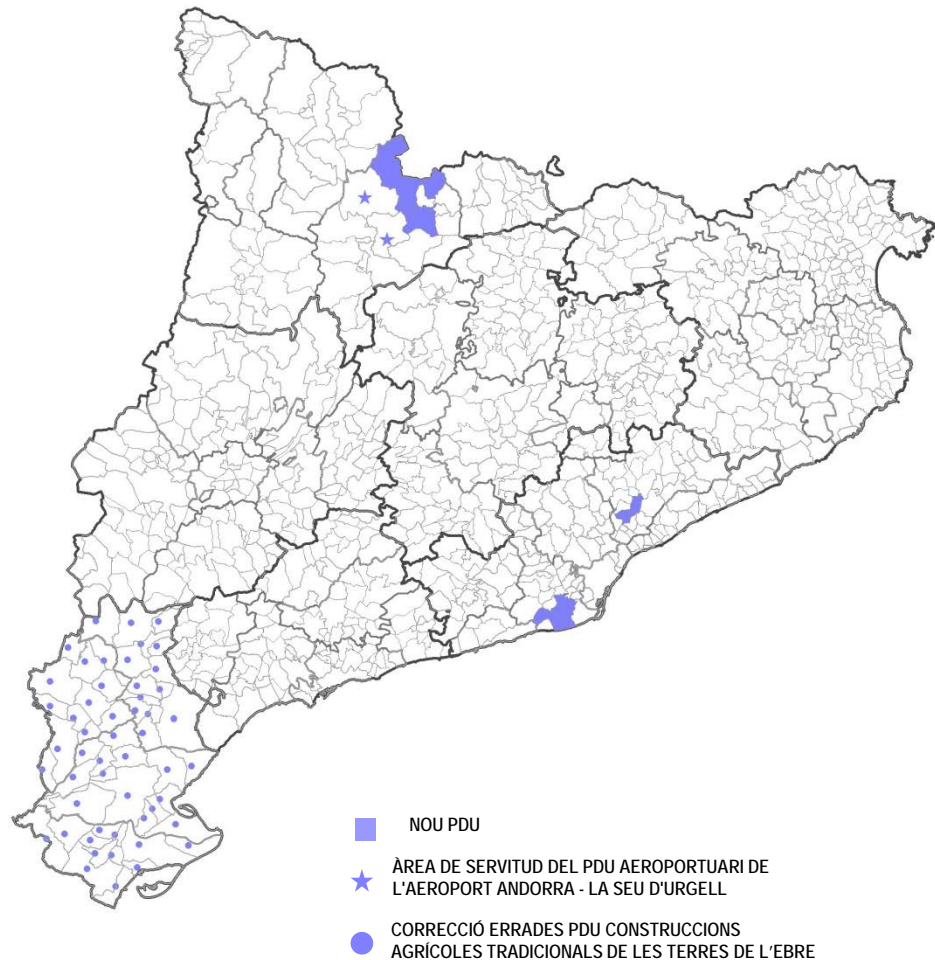 NOU PDU
ÀREA DE SERVITUD DEL PDU AEROPORTUARI DE
L'AEROPORT ANDORRA - LA SEU D'URGELL
CORRECCIÓ ERRADES PDU CONSTRUCCIONS
AGRÍCOLES TRADICIONALS DE LES TERRES DE L'EBRE